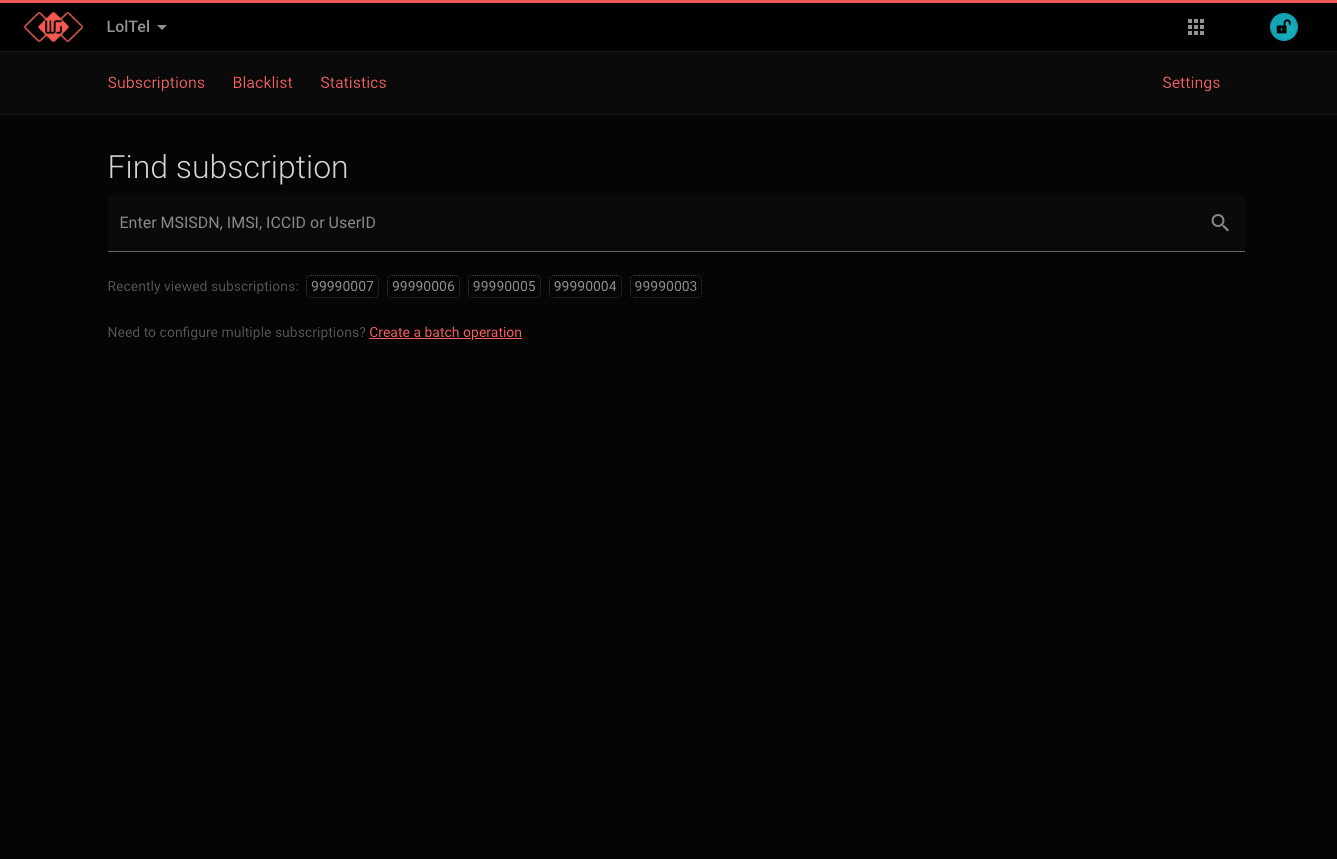 LolTel
Subscriptions Blacklist Statistics Settings
Find subscription
Enter MSISDN, IMSI, ICCID or UserID
Recently viewed subscriptions: 99990007 99990006 99990005 99990004 99990003
Need to configure multiple subscriptions? Create a batch operation